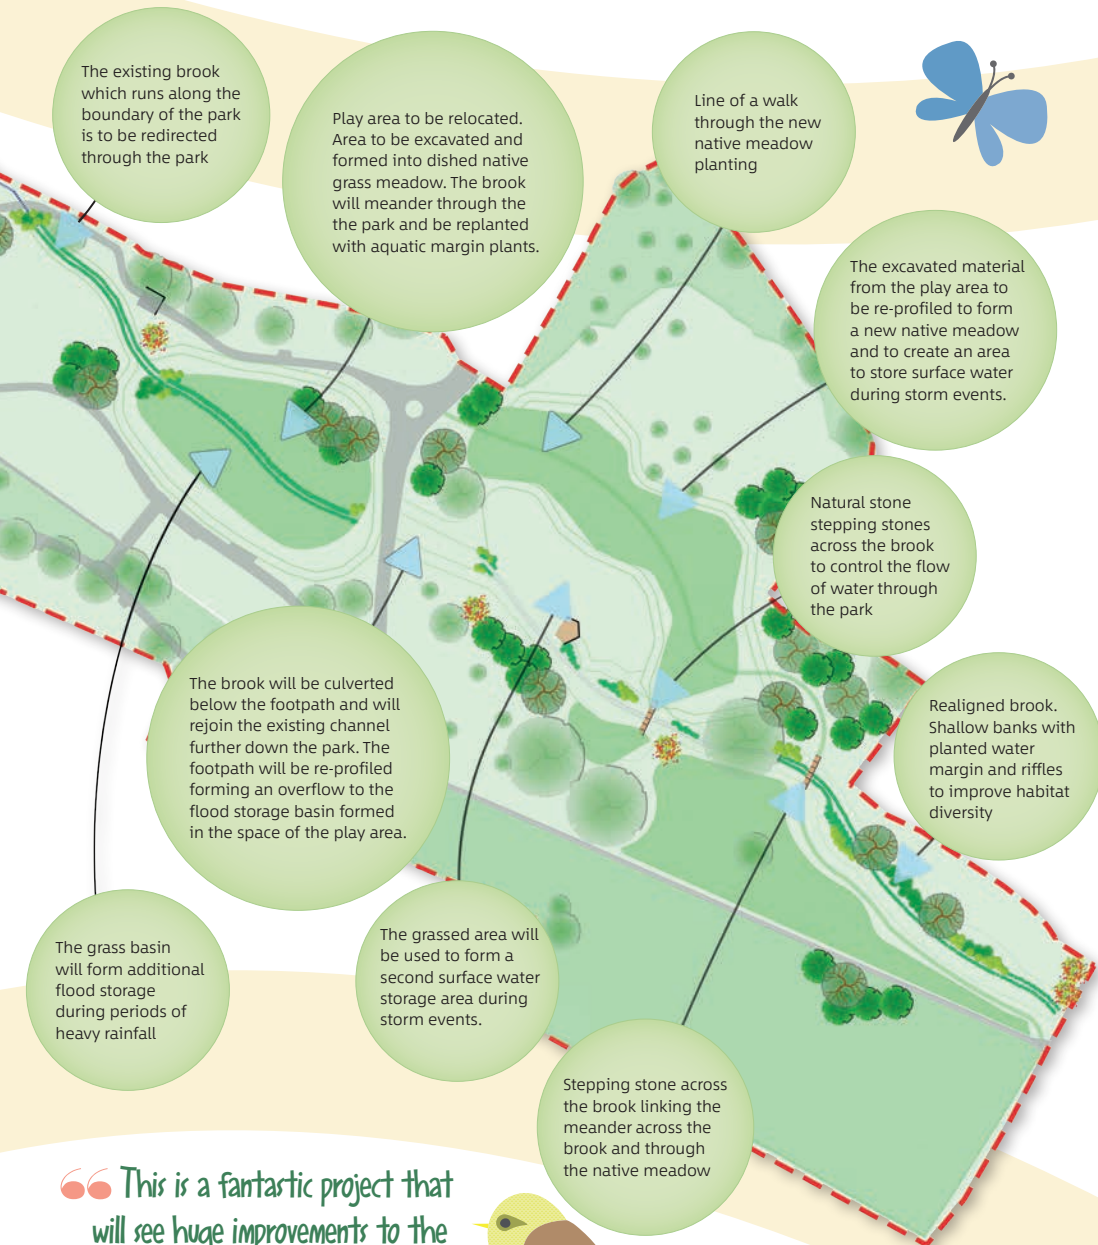 The existing brook
which runs along the
boundary of the park
is to be redirected
through the park
Play area to be relocated.
Area to be excavated and
formed into dished native
grass meadow. The brook
will meander through the
the park and be replanted
with aquatic margin plants.
Line of a walk
through the new
native meadow
planting
The excavated material
from the play area to
be re-profiled to form
a new native meadow
and to create an area
to store surface water
during storm events.
Natural stone
stepping stones
across the brook
to control the flow
of water through
the park
The brook will be culverted
below the footpath and will
rejoin the existing channel
further down the park. The
footpath will be re-profiled
forming an overflow to the
flood storage basin formed
in the space of the play area.
Realigned brook.
Shallow banks with
planted water
margin and riffles
to improve habitat
diversity
The grass basin
will form additional
flood storage
during periods of
heavy rainfall
The grassed area will
be used to form a
second surface water
storage area during
storm events.
Stepping stone across
the brook linking the
meander across the
brook and through
the native meadow
“This is a fantastic project that
will see huge improvements to the